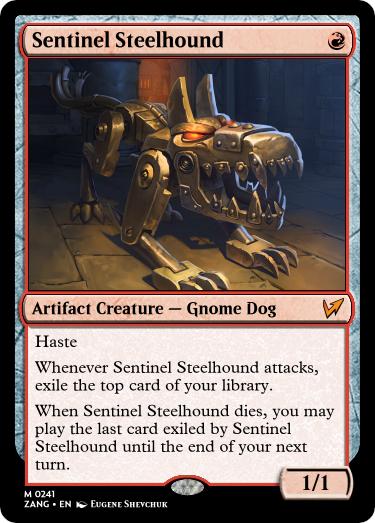 Sentinel Steelhound
Artifact Creature — Gnome Dog
Haste
Whenever Sentinel Steelhound attacks,
exile the top card of your library.
When Sentinel Steelhound dies, you may
play the last card exiled by Sentinel
Steelhound until the end of your next
turn.
1/1
M 0241
ZANG • EN Eugene Shevchuk